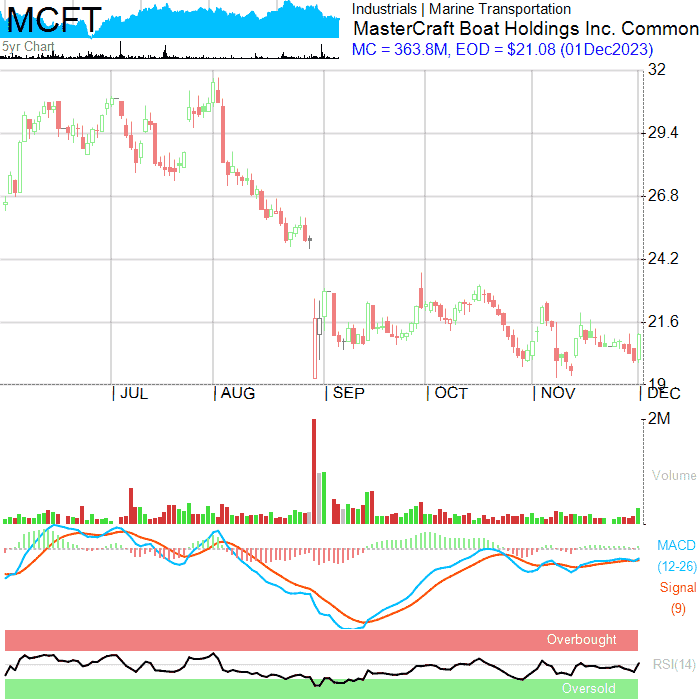 MCFT
5yr Chart
Industrials | Marine Transportation
MasterCraft Boat Holdings Inc. Common
MC = 363.8M, EOD = $21.08 (01Dec2023)
32
29.4
26.8
24.2
21.6
19
| JUL
| AUG
| SEP
| OCT
| NOV
| DEC
2M
Volume
MACD
(12-26)
Signal
(9)
Overbought
RSI(14)
Oversold